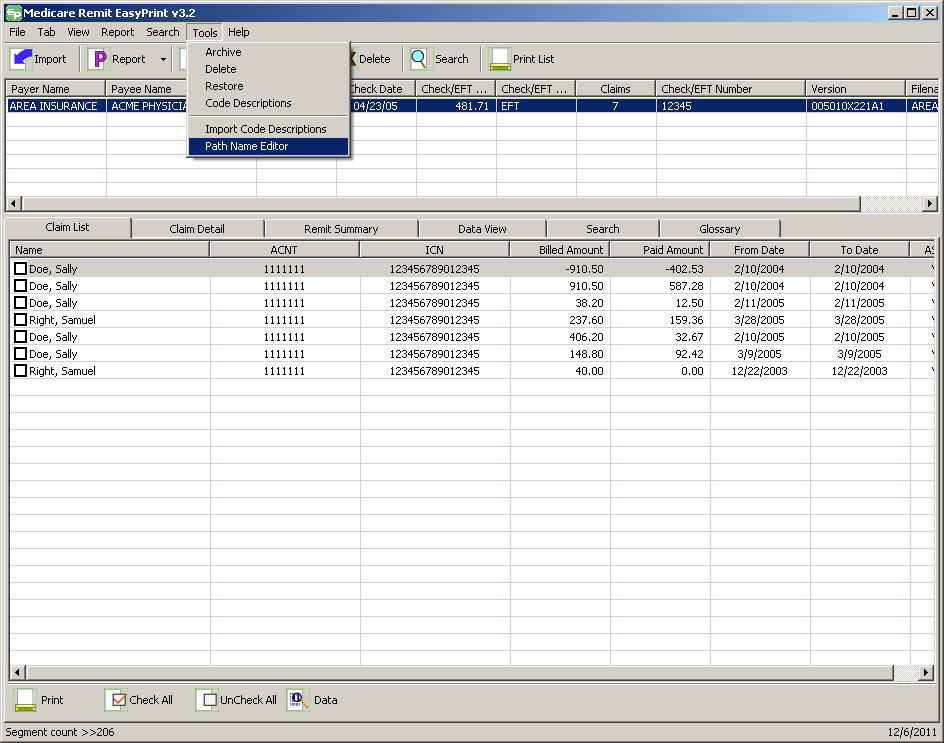 Medicare Remit EasyPrint v3.2
File Tab View Report Search Tools Help
Import Report Delete Search Print List
Archive
Delete
Restore
Code Descriptions
Import Code Descriptions
Path Name Editor
Payer Name Payee Name Check Date Check/EFT ... Check/EFT ... Claims Check/EFT Number Version Filena
AREA INSURANCE ACME PHYSICIA 04/23/05 481.71 EFT 7 12345 005010X221A1 AREA
Claim List Claim Detail Remit Summary Data View Search Glossary
Name ACNT ICN Billed Amount Paid Amount From Date To Date AS
Doe, Sally 1111111 123456789012345 -910.50 -402.53 2/10/2004 2/10/2004
Doe, Sally 1111111 123456789012345 910.50 587.28 2/10/2004 2/10/2004
Doe, Sally 1111111 123456789012345 38.20 12.50 2/11/2005 2/11/2005
Right, Samuel 1111111 123456789012345 237.60 159.36 3/28/2005 3/28/2005
Doe, Sally 1111111 123456789012345 406.20 32.67 2/10/2005 2/10/2005
Doe, Sally 1111111 123456789012345 148.80 92.42 3/9/2005 3/9/2005
Right, Samuel 1111111 123456789012345 40.00 0.00 12/22/2003 12/22/2003
Print Check All UnCheck All Data
Segment count >>206 12/6/2011